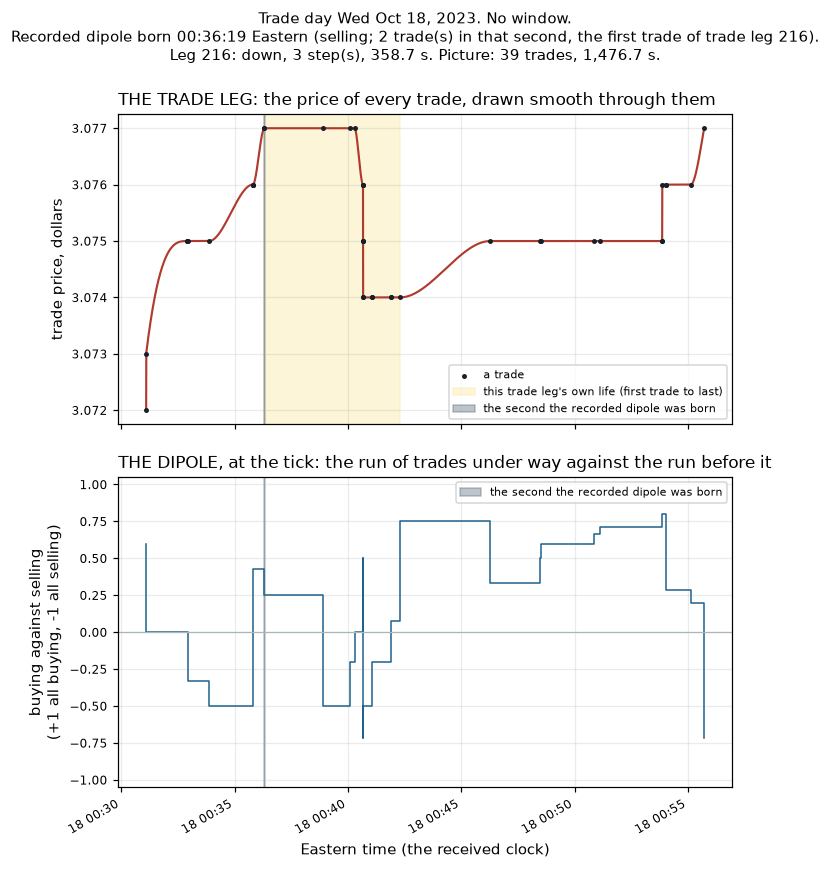 Trade day Wed Oct 18, 2023. No window.
Recorded dipole born 00:36:19 Eastern (selling; 2 trade(s) in that second, the first trade of trade leg 216).
Leg 216: down, 3 step(s), 358.7 s. Picture: 39 trades, 1,476.7 s.
THE TRADE LEG: the price of every trade, drawn smooth through them
trade price, dollars
3.077
3.076
3.075
3.074
3.073
3.072
a trade
this trade leg's own life (first trade to last)
the second the recorded dipole was born
THE DIPOLE, at the tick: the run of trades under way against the run before it
buying against selling
(+1 all buying, -1 all selling)
1.00
0.75
0.50
0.25
0.00
−0.25
−0.50
−0.75
−1.00
the second the recorded dipole was born
18 00:30
18 00:35
18 00:40
18 00:45
18 00:50
18 00:55
Eastern time (the received clock)